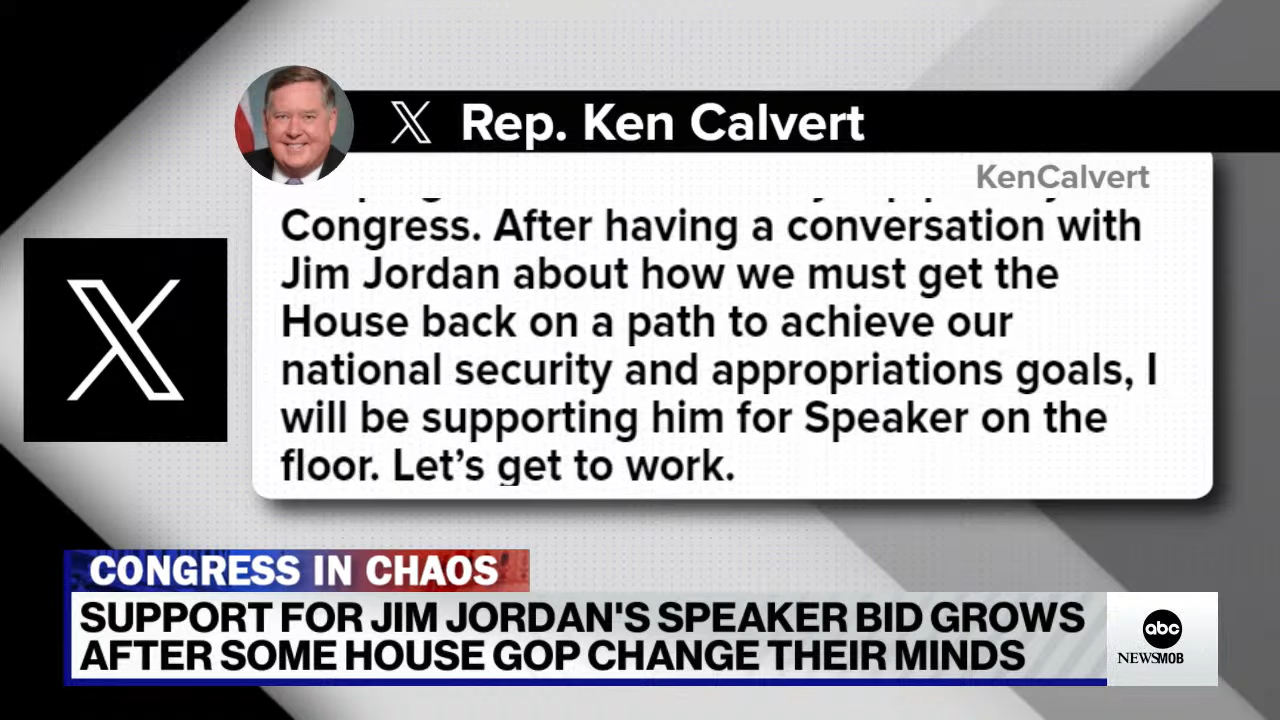 Rep. Ken Calvert
KenCalvert
Congress. After having a conversation with
Jim Jordan about how we must get the
House back on a path to achieve our
national security and appropriations goals, I
will be supporting him for Speaker on the
floor. Let’s get to work.
CONGRESS IN CHAOS
SUPPORT FOR JIM JORDAN'S SPEAKER BID GROWS
AFTER SOME HOUSE GOP CHANGE THEIR MINDS
abc
NEWSMOB